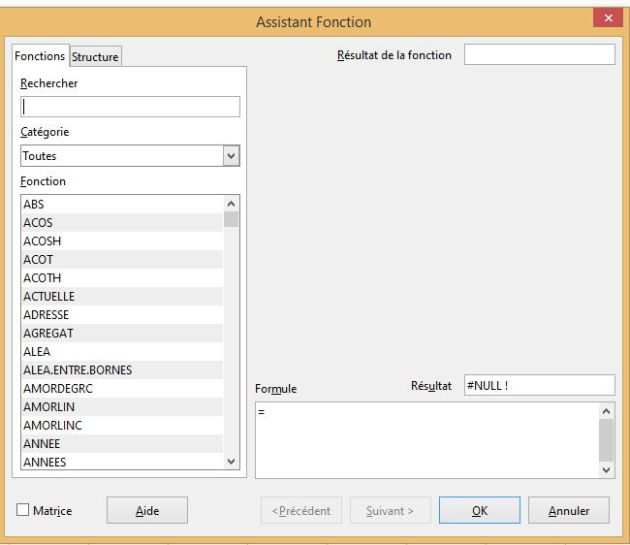 Assistant Fonction
Fonctions Structure
Résultat de la fonction
Rechercher
Catégorie
Toutes
Fonction
ABS
ACOS
ACOSH
ACOT
ACOTH
ACTUELLE
ADRESSE
AGREGAT
ALEA
ALEA.ENTRE.BORNES
AMORDEGRC
AMORLIN
AMORLINC
ANNEE
ANNEES
Formule
Résultat #NULL !
=
Matrice Aide <Précédent Suivant > OK Annuler